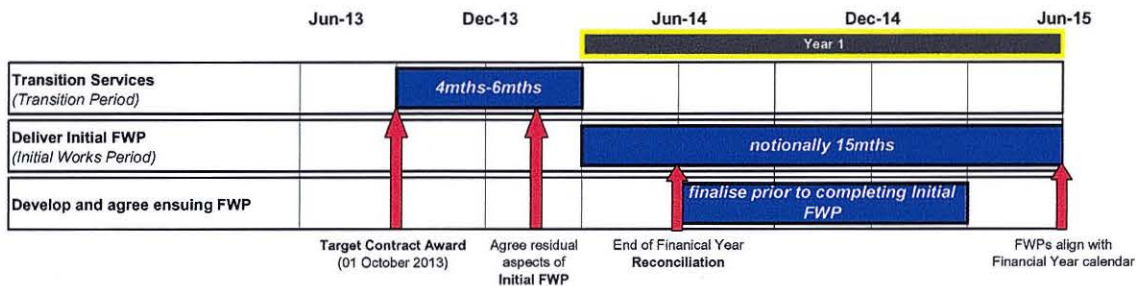 Jun-13 Dec-13 Jun-14 Dec-14 Jun-15
Year 1
Transition Services
(Transition Period)
4mths-6mths
Deliver Initial FWP
(Initial Works Period)
notionally 15mths
Develop and agree ensuing FWP
finalise prior to completing Initial
FWP
Target Contract Award
(01 October 2013)
Agree residual
aspects of
Initial FWP
End of Finanical Year
Reconciliation
FWPs align with
Financial Year calendar